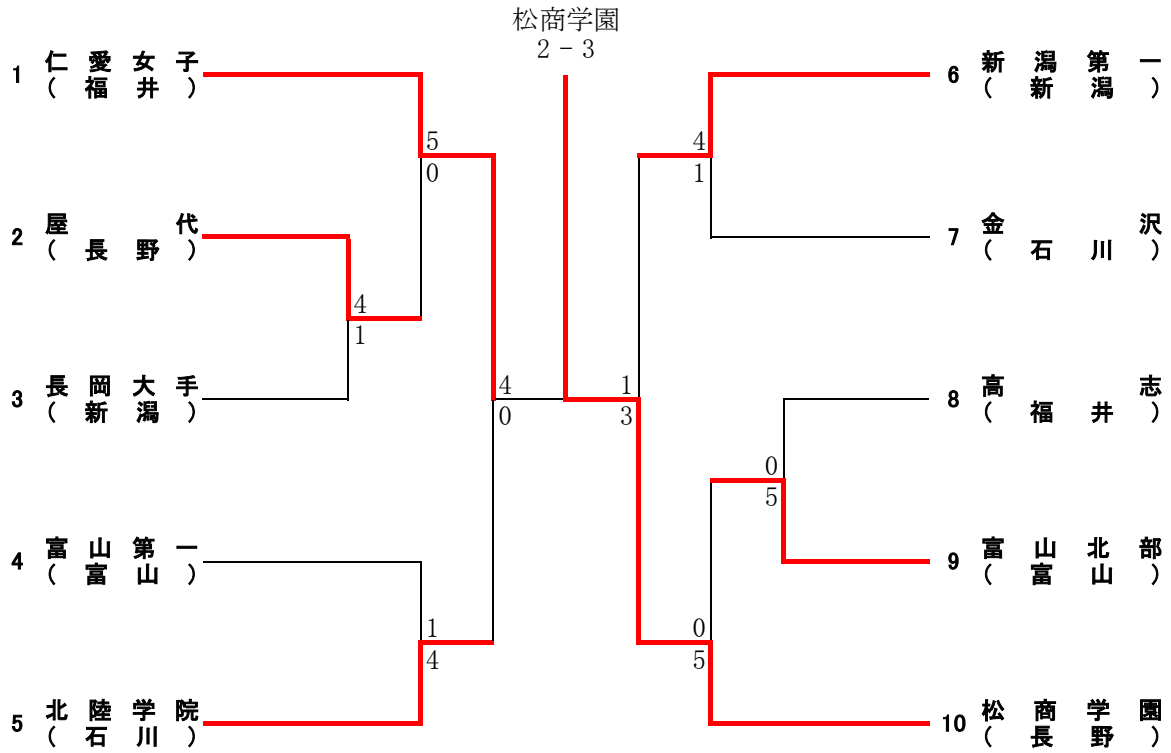 松商学園
2 - 3
1 仁愛女子
(福井)
2 屋代
(長野)
3 長岡大手
(新潟)
4 富山第一
(富山)
5 北陸学院
(石川)
5
0
4
1
4
0
1
4
1
3
4
1
0
5
0
5
6 新潟第一
(新潟)
7 金沢
(石川)
8 高志
(福井)
9 富山北部
(富山)
10 松商学園
(長野)